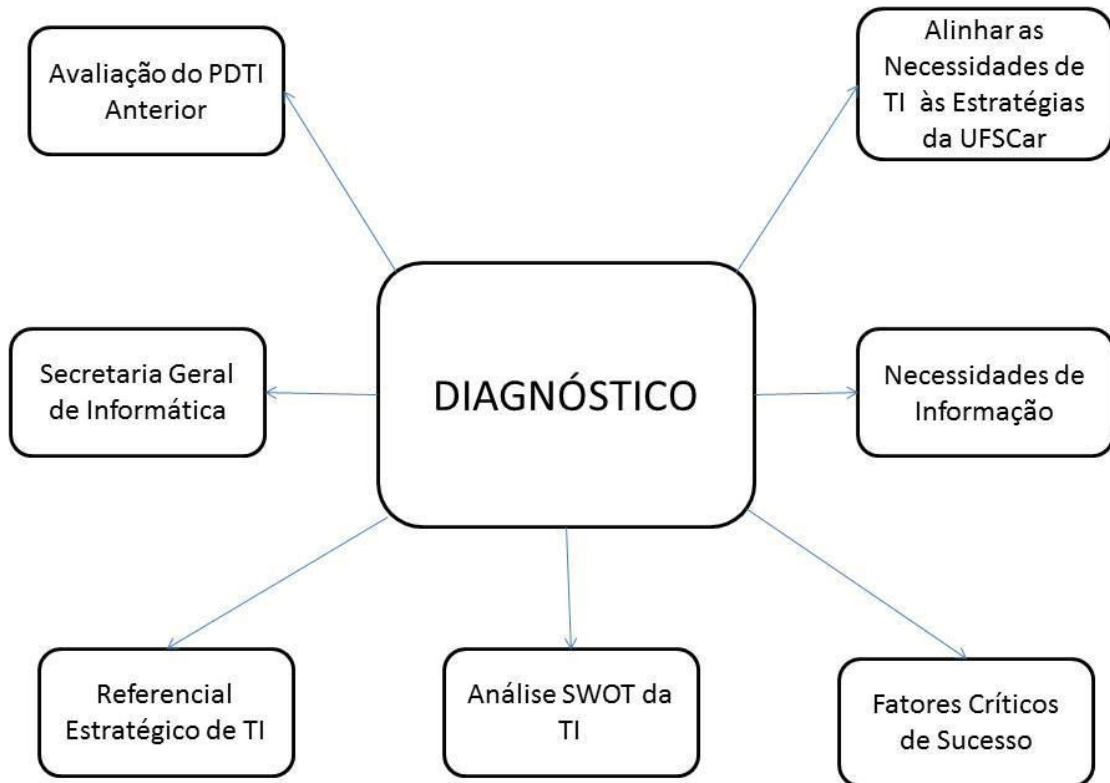 Avaliação do PDTI
Anterior
Alinhar as
Necessidades de
TI às Estratégias
da UFSCar
Secretaria Geral
de Informática
DIAGNÓSTICO
Necessidades de
Informação
Referencial
Estratégico de TI
Análise SWOT da
TI
Fatores Críticos
de Sucesso